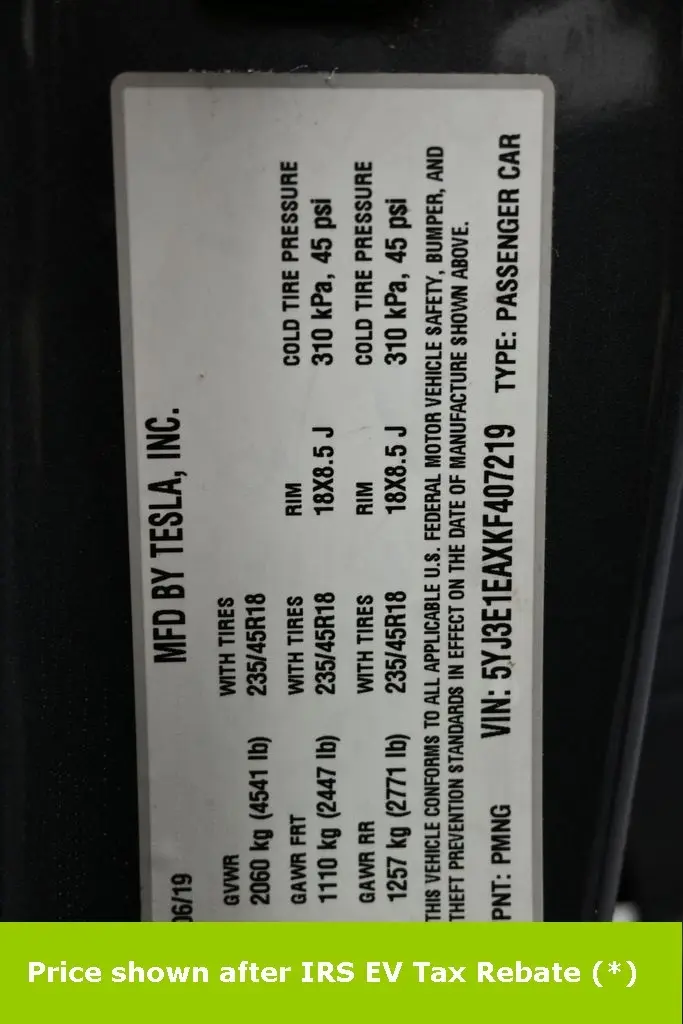 MFD BY TESLA, INC.
06/19
GVWR WITH TIRES
2060 kg (4541 lb) 235/45R18
GAWR FRT WITH TIRES RIM COLD TIRE PRESSURE
1110 kg (2447 lb) 235/45R18 18X8.5 J 310 kPa, 45 psi
GAWR RR WITH TIRES RIM COLD TIRE PRESSURE
1257 kg (2771 lb) 235/45R18 18X8.5 J 310 kPa, 45 psi
THIS VEHICLE CONFORMS TO ALL APPLICABLE U.S. FEDERAL MOTOR VEHICLE SAFETY, BUMPER, AND
THEFT PREVENTION STANDARDS IN EFFECT ON THE DATE OF MANUFACTURE SHOWN ABOVE.
PNT: PMNG VIN: 5YJ3E1EAXKF407219 TYPE: PASSENGER CAR
Price shown after IRS EV Tax Rebate (*)